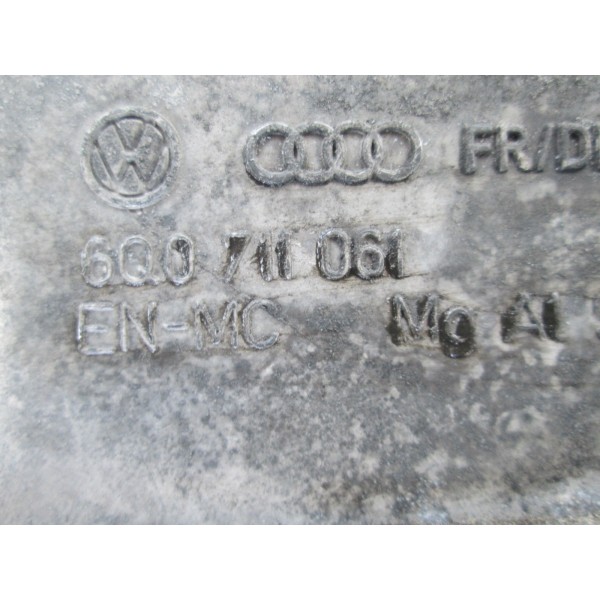 FR/D
6Q0 711 061
EN-MC Mg Al